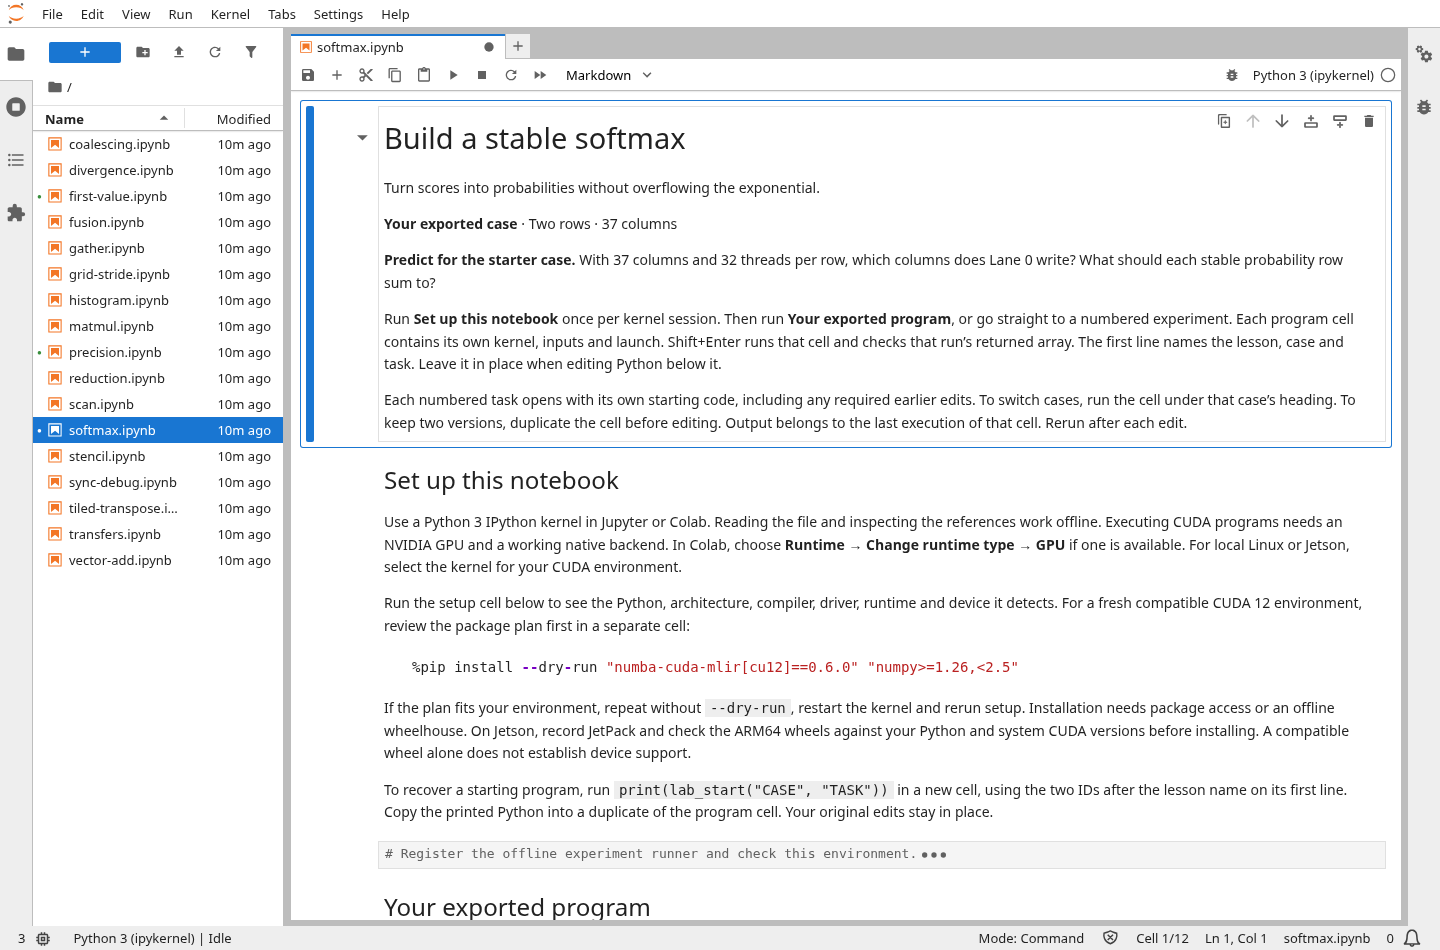 File Edit View Run Kernel Tabs Settings Help
softmax.ipynb
Markdown
Python 3 (ipykernel)
/
Name Modified
coalescing.ipynb 10m ago
divergence.ipynb 10m ago
first-value.ipynb 10m ago
fusion.ipynb 10m ago
gather.ipynb 10m ago
grid-stride.ipynb 10m ago
histogram.ipynb 10m ago
matmul.ipynb 10m ago
precision.ipynb 10m ago
reduction.ipynb 10m ago
scan.ipynb 10m ago
softmax.ipynb 10m ago
stencil.ipynb 10m ago
sync-debug.ipynb 10m ago
tiled-transpose.i... 10m ago
transfers.ipynb 10m ago
vector-add.ipynb 10m ago
Build a stable softmax
Turn scores into probabilities without overflowing the exponential.
Your exported case · Two rows · 37 columns
Predict for the starter case. With 37 columns and 32 threads per row, which columns does Lane 0 write? What should each stable probability row
sum to?
Run Set up this notebook once per kernel session. Then run Your exported program, or go straight to a numbered experiment. Each program cell
contains its own kernel, inputs and launch. Shift+Enter runs that cell and checks that run’s returned array. The first line names the lesson, case and
task. Leave it in place when editing Python below it.
Each numbered task opens with its own starting code, including any required earlier edits. To switch cases, run the cell under that case’s heading. To
keep two versions, duplicate the cell before editing. Output belongs to the last execution of that cell. Rerun after each edit.
Set up this notebook
Use a Python 3 IPython kernel in Jupyter or Colab. Reading the file and inspecting the references work offline. Executing CUDA programs needs an
NVIDIA GPU and a working native backend. In Colab, choose Runtime → Change runtime type → GPU if one is available. For local Linux or Jetson,
select the kernel for your CUDA environment.
Run the setup cell below to see the Python, architecture, compiler, driver, runtime and device it detects. For a fresh compatible CUDA 12 environment,
review the package plan first in a separate cell:
%pip install --dry-run "numba-cuda-mlir[cu12]==0.6.0" "numpy>=1.26,<2.5"
If the plan fits your environment, repeat without --dry-run, restart the kernel and rerun setup. Installation needs package access or an offline
wheelhouse. On Jetson, record JetPack and check the ARM64 wheels against your Python and system CUDA versions before installing. A compatible
wheel alone does not establish device support.
To recover a starting program, run print(lab_start("CASE", "TASK")) in a new cell, using the two IDs after the lesson name on its first line.
Copy the printed Python into a duplicate of the program cell. Your original edits stay in place.
# Register the offline experiment runner and check this environment. •••
Your exported program
3 Python 3 (ipykernel) | Idle Mode: Command Cell 1/12 Ln 1, Col 1 softmax.ipynb 0